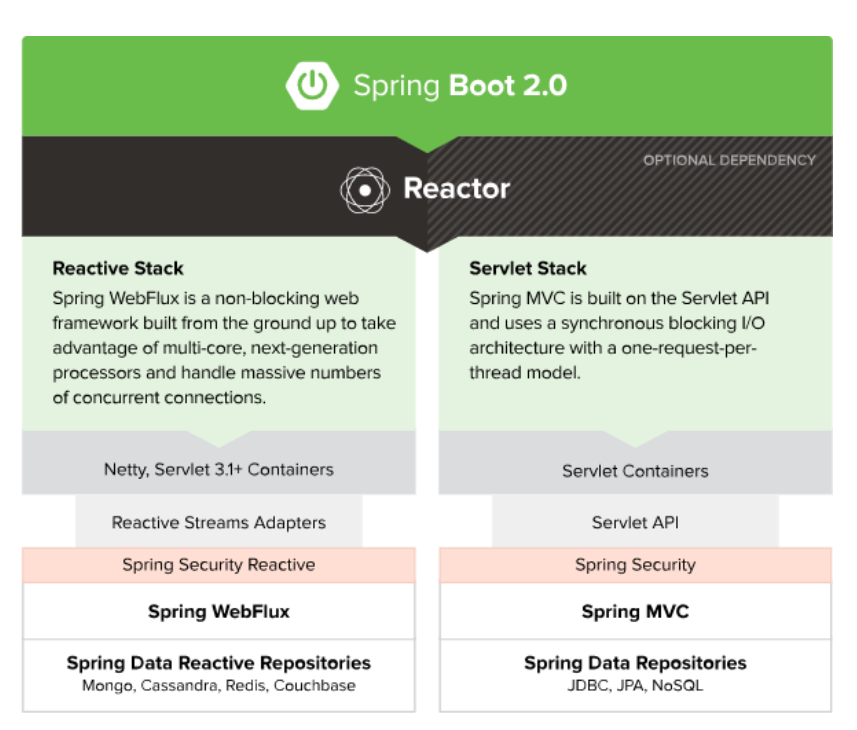 Spring Boot 2.0
OPTIONAL DEPENDENCY
Reactor
Reactive Stack
Spring WebFlux is a non-blocking web
framework built from the ground up to take
advantage of multi-core, next-generation
processors and handle massive numbers
of concurrent connections.
Netty, Servlet 3.1+ Containers
Reactive Streams Adapters
Spring Security Reactive
Spring WebFlux
Spring Data Reactive Repositories
Mongo, Cassandra, Redis, Couchbase
Servlet Stack
Spring MVC is built on the Servlet API
and uses a synchronous blocking I/O
architecture with a one-request-per-
thread model.
Servlet Containers
Servlet API
Spring Security
Spring MVC
Spring Data Repositories
JDBC, JPA, NoSQL